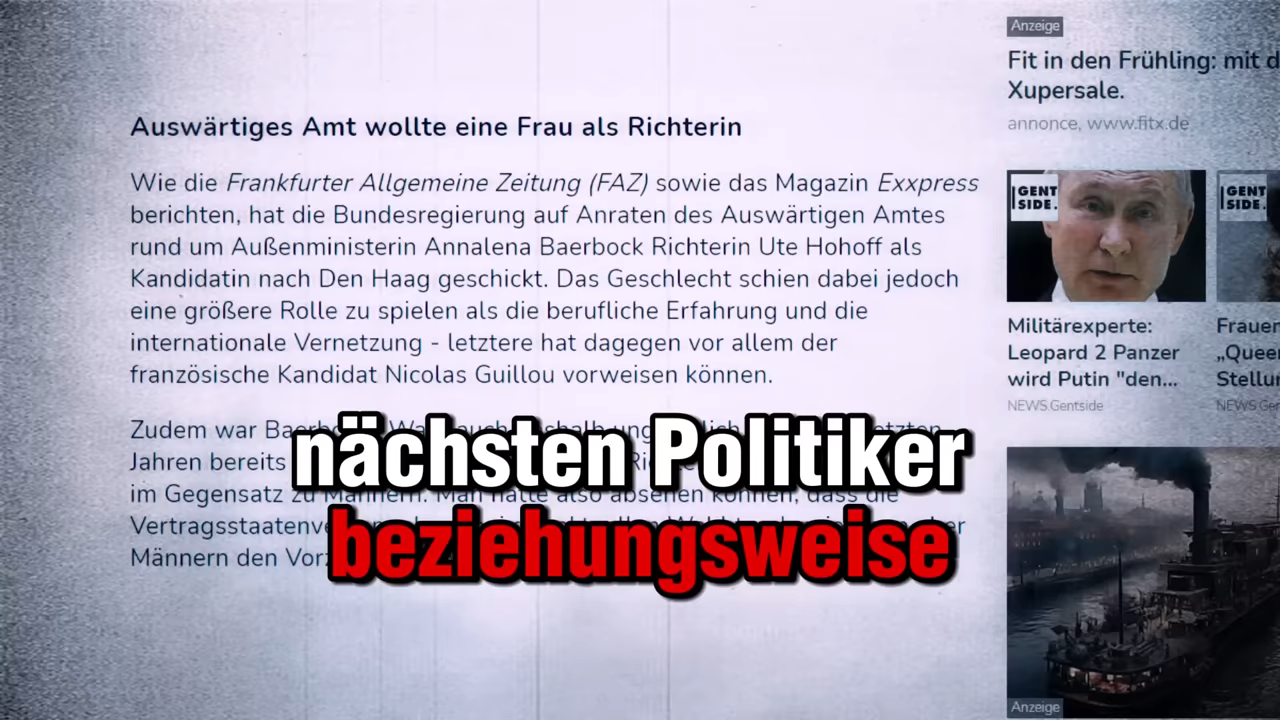 Auswärtiges Amt wollte eine Frau als Richterin
Wie die Frankfurter Allgemeine Zeitung (FAZ) sowie das Magazin Exxpress
berichten, hat die Bundesregierung auf Anraten des Auswärtigen Amtes
rund um Außenministerin Annalena Baerbock Richterin Ute Hohoff als
Kandidatin nach Den Haag geschickt. Das Geschlecht schien dabei jedoch
eine größere Rolle zu spielen als die berufliche Erfahrung und die
internationale Vernetzung - letztere hat dagegen vor allem der
französische Kandidat Nicolas Guillou vorweisen können.
Zudem war
Jahren bereits
im Gegensatz zu Männern. Man hätte also absehen können, dass die
Männern den
nächsten Politiker
beziehungsweise
Anzeige
Fit in den Frühling: mit
Xupersale.
annonce, www.fitx.de
GENT
SIDE.
GENT
SIDE.
Militärexperte:
Leopard 2 Panzer
wird Putin "den...
NEWS.Gentside
Anzeige